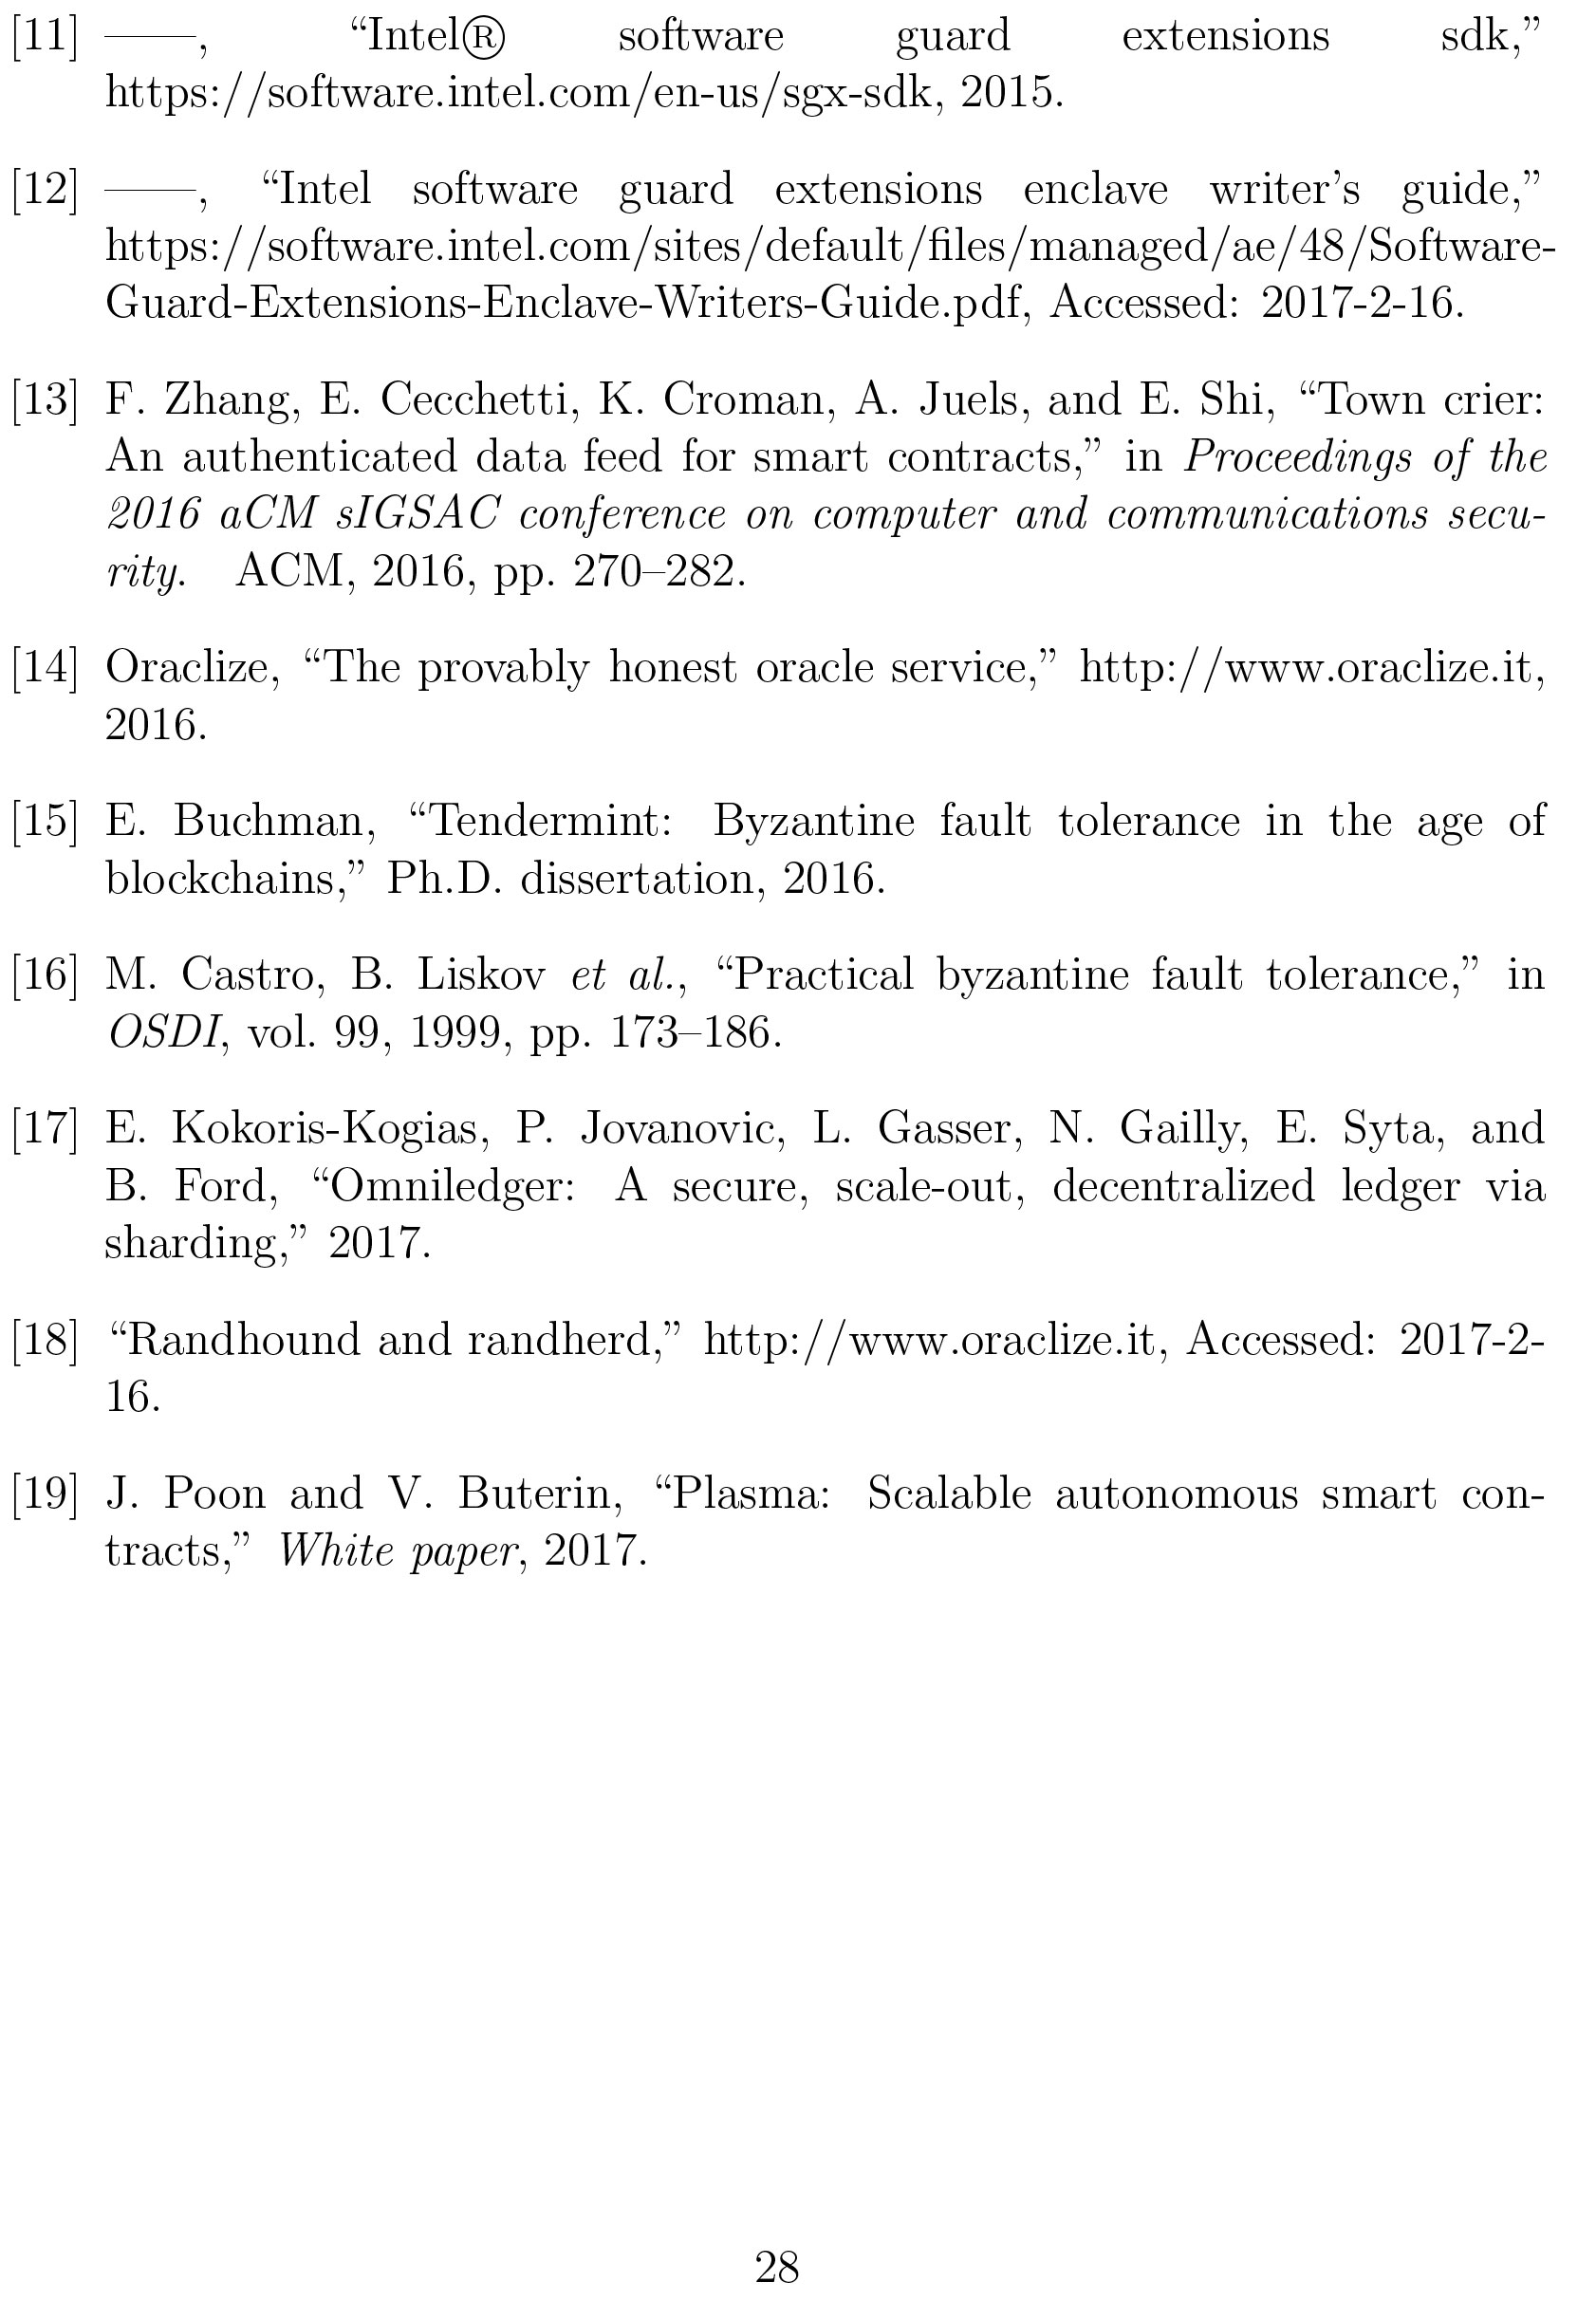 [11] ——, “Intel® software guard extensions sdk,”
https://software.intel.com/en-us/sgx-sdk, 2015.
[12] ——, “Intel software guard extensions enclave writer’s guide,”
https://software.intel.com/sites/default/files/managed/ae/48/Software-
Guard-Extensions-Enclave-Writers-Guide.pdf, Accessed: 2017-2-16.
[13] F. Zhang, E. Cecchetti, K. Croman, A. Juels, and E. Shi, “Town crier:
An authenticated data feed for smart contracts,” in Proceedings of the
2016 aCM sIGSAC conference on computer and communications secu-
rity. ACM, 2016, pp. 270–282.
[14] Oraclize, “The provably honest oracle service,” http://www.oraclize.it,
2016.
[15] E. Buchman, “Tendermint: Byzantine fault tolerance in the age of
blockchains,” Ph.D. dissertation, 2016.
[16] M. Castro, B. Liskov et al., “Practical byzantine fault tolerance,” in
OSDI, vol. 99, 1999, pp. 173–186.
[17] E. Kokoris-Kogias, P. Jovanovic, L. Gasser, N. Gailly, E. Syta, and
B. Ford, “Omniledger: A secure, scale-out, decentralized ledger via
sharding,” 2017.
[18] “Randhound and randherd,” http://www.oraclize.it, Accessed: 2017-2-
16.
[19] J. Poon and V. Buterin, “Plasma: Scalable autonomous smart con-
tracts,” White paper, 2017.
28